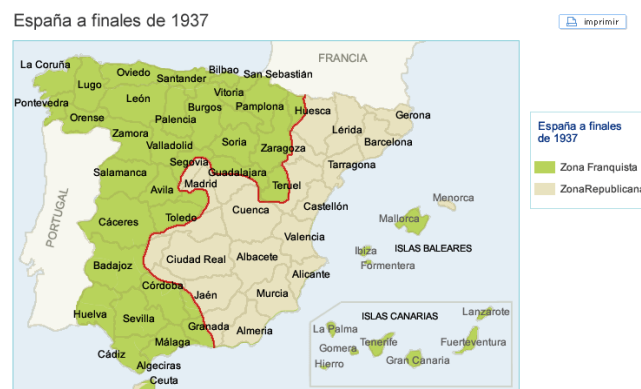 España a finales de 1937
imprimir
FRANCIA
La Coruña
Lugo
Oviedo
Santander
Bilbao
San Sebastián
Pontevedra
Orense
León
Palencia
Burgos
Vitoria
Pamplona
Huesca
Lérida
Gerona
Barcelona
Zamora
Valladolid
Soria
Zaragoza
Tarragona
Salamanca
Segovia
Guadalajara
Madrid
Ávila
Teruel
Castellón
Menorca
Mallorca
PORTUGAL
Cáceres
Toledo
Cuenca
Valencia
Ibiza
ISLAS BALEARES
Formentera
Badajoz
Ciudad Real
Albacete
Alicante
Córdoba
Jaén
Murcia
Huelva
Sevilla
Granada
Almeria
Málaga
Cádiz
Algeciras
Ceuta
ISLAS CANARIAS
Lanzarote
La Palma
Tenerife
Fuerteventura
Gomera
Gran Canaria
Hierro
España a finales
de 1937
Zona Franquista
ZonaRepublicana